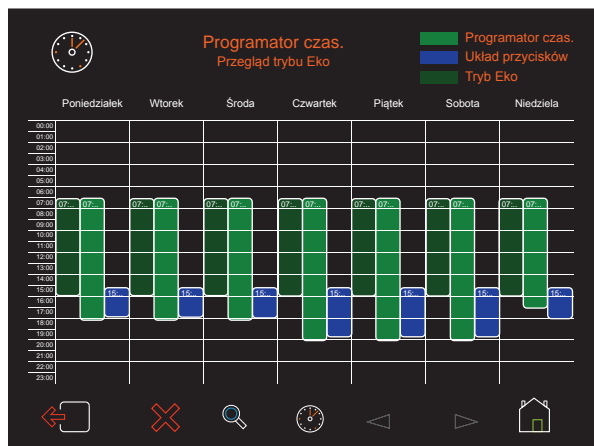 Programator czas.
Przegląd trybu Eko
Programator czas.
Układ przycisków
Tryb Eko
Poniedziałek Wtorek Środa Czwartek Piątek Sobota Niedziela
00:00
01:00
02:00
03:00
04:00
05:00
06:00
07:00 07:.. 07:.. 07:.. 07:.. 07:.. 07:.. 07:.. 07:.. 07:.. 07:.. 07:.. 07:.. 07:.. 07:..
08:00
09:00
10:00
11:00
12:00
13:00
14:00
15:00 15:.. 15:.. 15:.. 15:.. 15:.. 15:.. 15:..
16:00
17:00
18:00
19:00
20:00
21:00
22:00
23:00